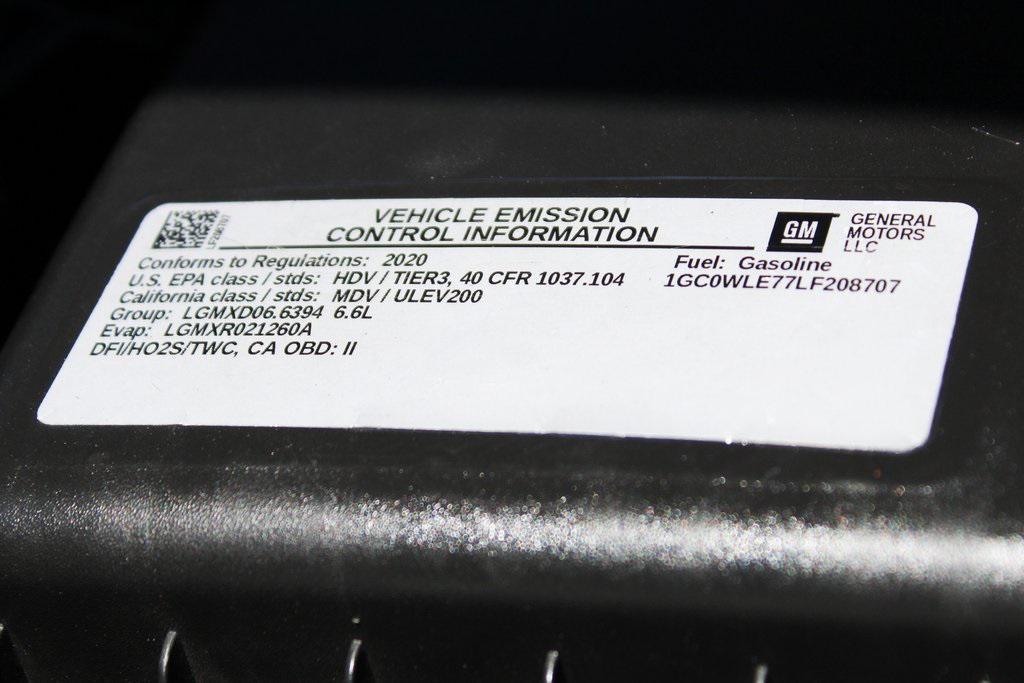 VEHICLE EMISSION
CONTROL INFORMATION
GM
GENERAL
MOTORS
LLC
Conforms to Regulations: 2020
U.S. EPA class / stds: HDV / TIER3, 40 CFR 1037.104
California class / stds: MDV / ULEV200
Group: LGMXD06.6394 6.6L
Evap: LGMXR021260A
DFI/HO2S/TWC, CA OBD: II
Fuel: Gasoline
1GC0WLE77LF208707